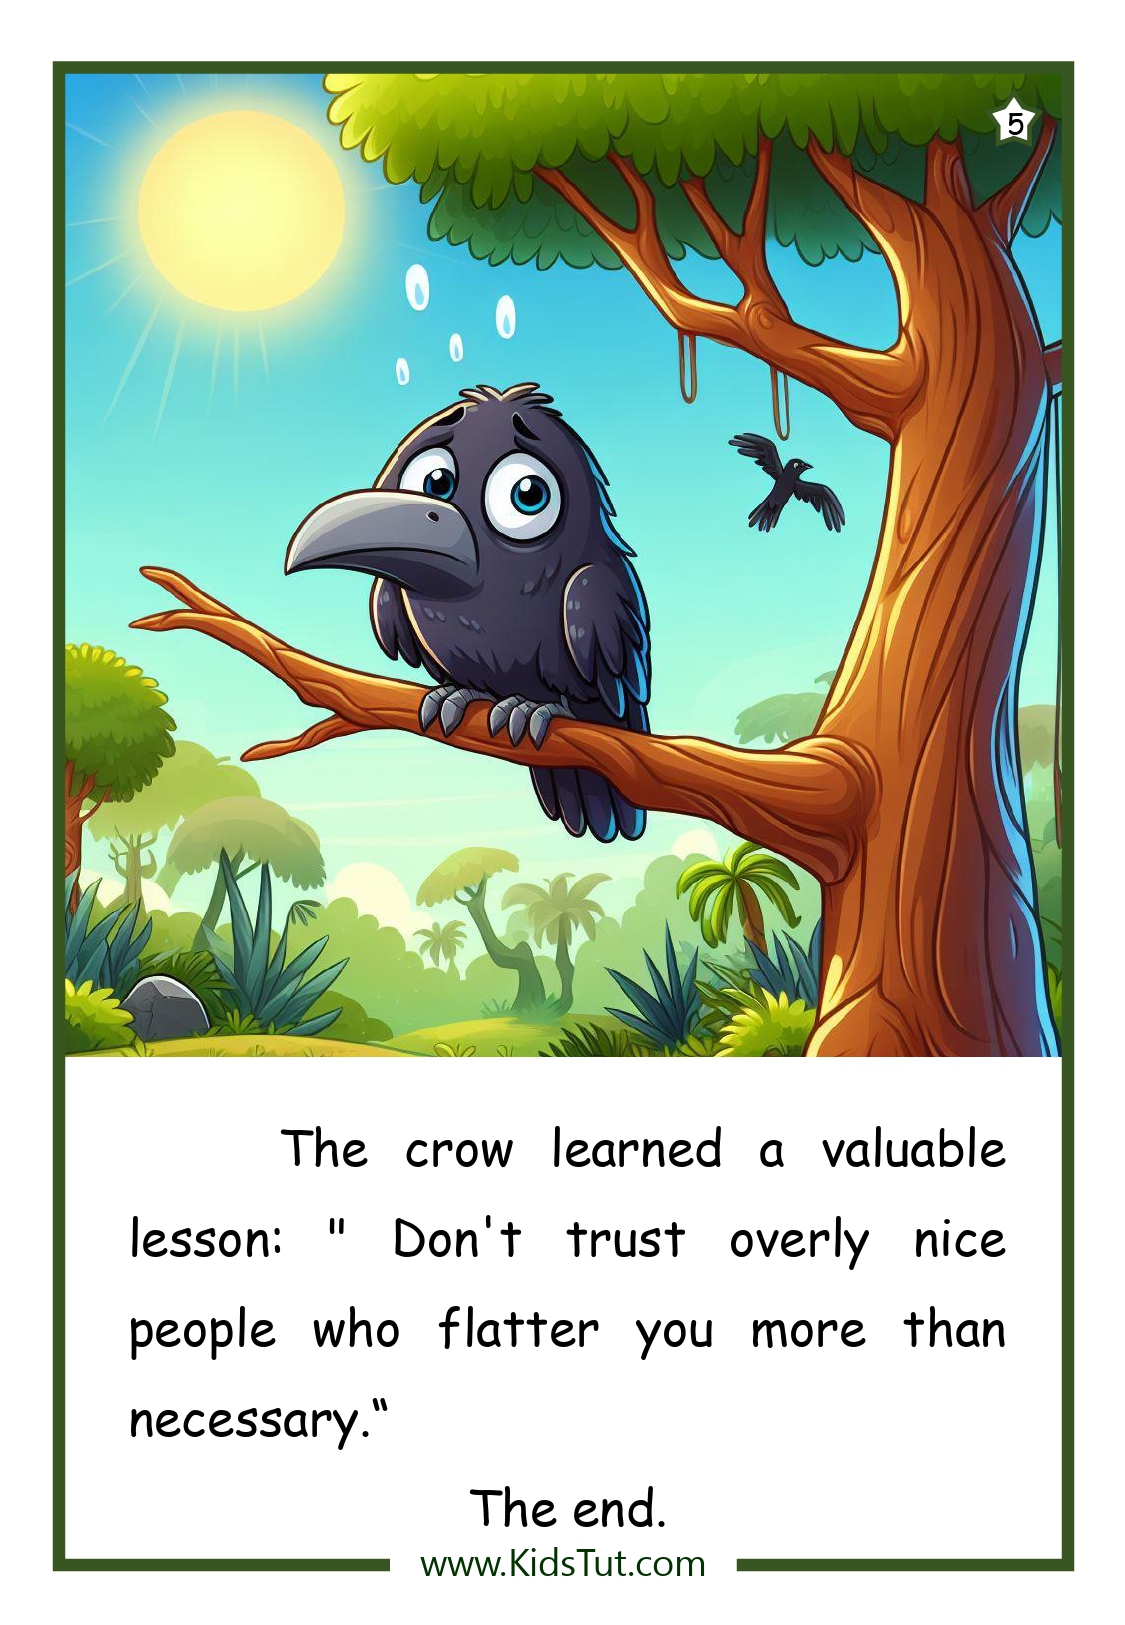 5
The crow learned a valuable
lesson: " Don't trust overly nice
people who flatter you more than
necessary.“
The end.
www.KidsTut.com